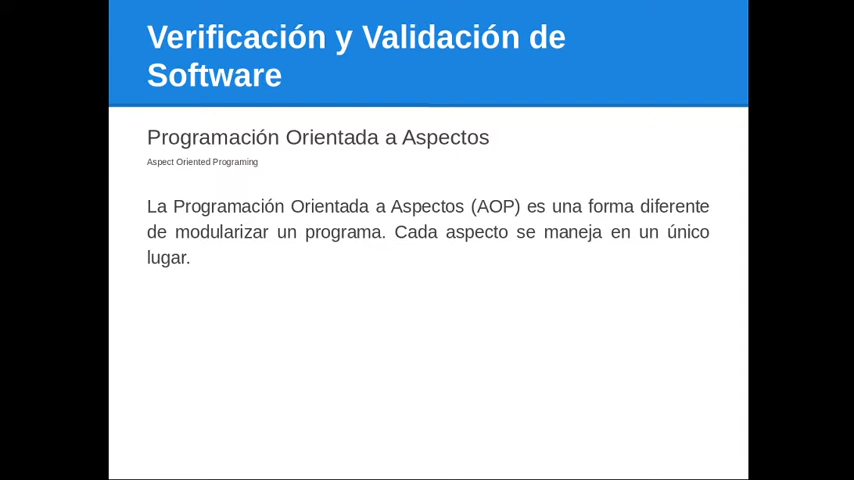 Verificación y Validación de
Software
Programación Orientada a Aspectos
Aspect Oriented Programing
La Programación Orientada a Aspectos (AOP) es una forma diferente
de modularizar un programa. Cada aspecto se maneja en un único
lugar.